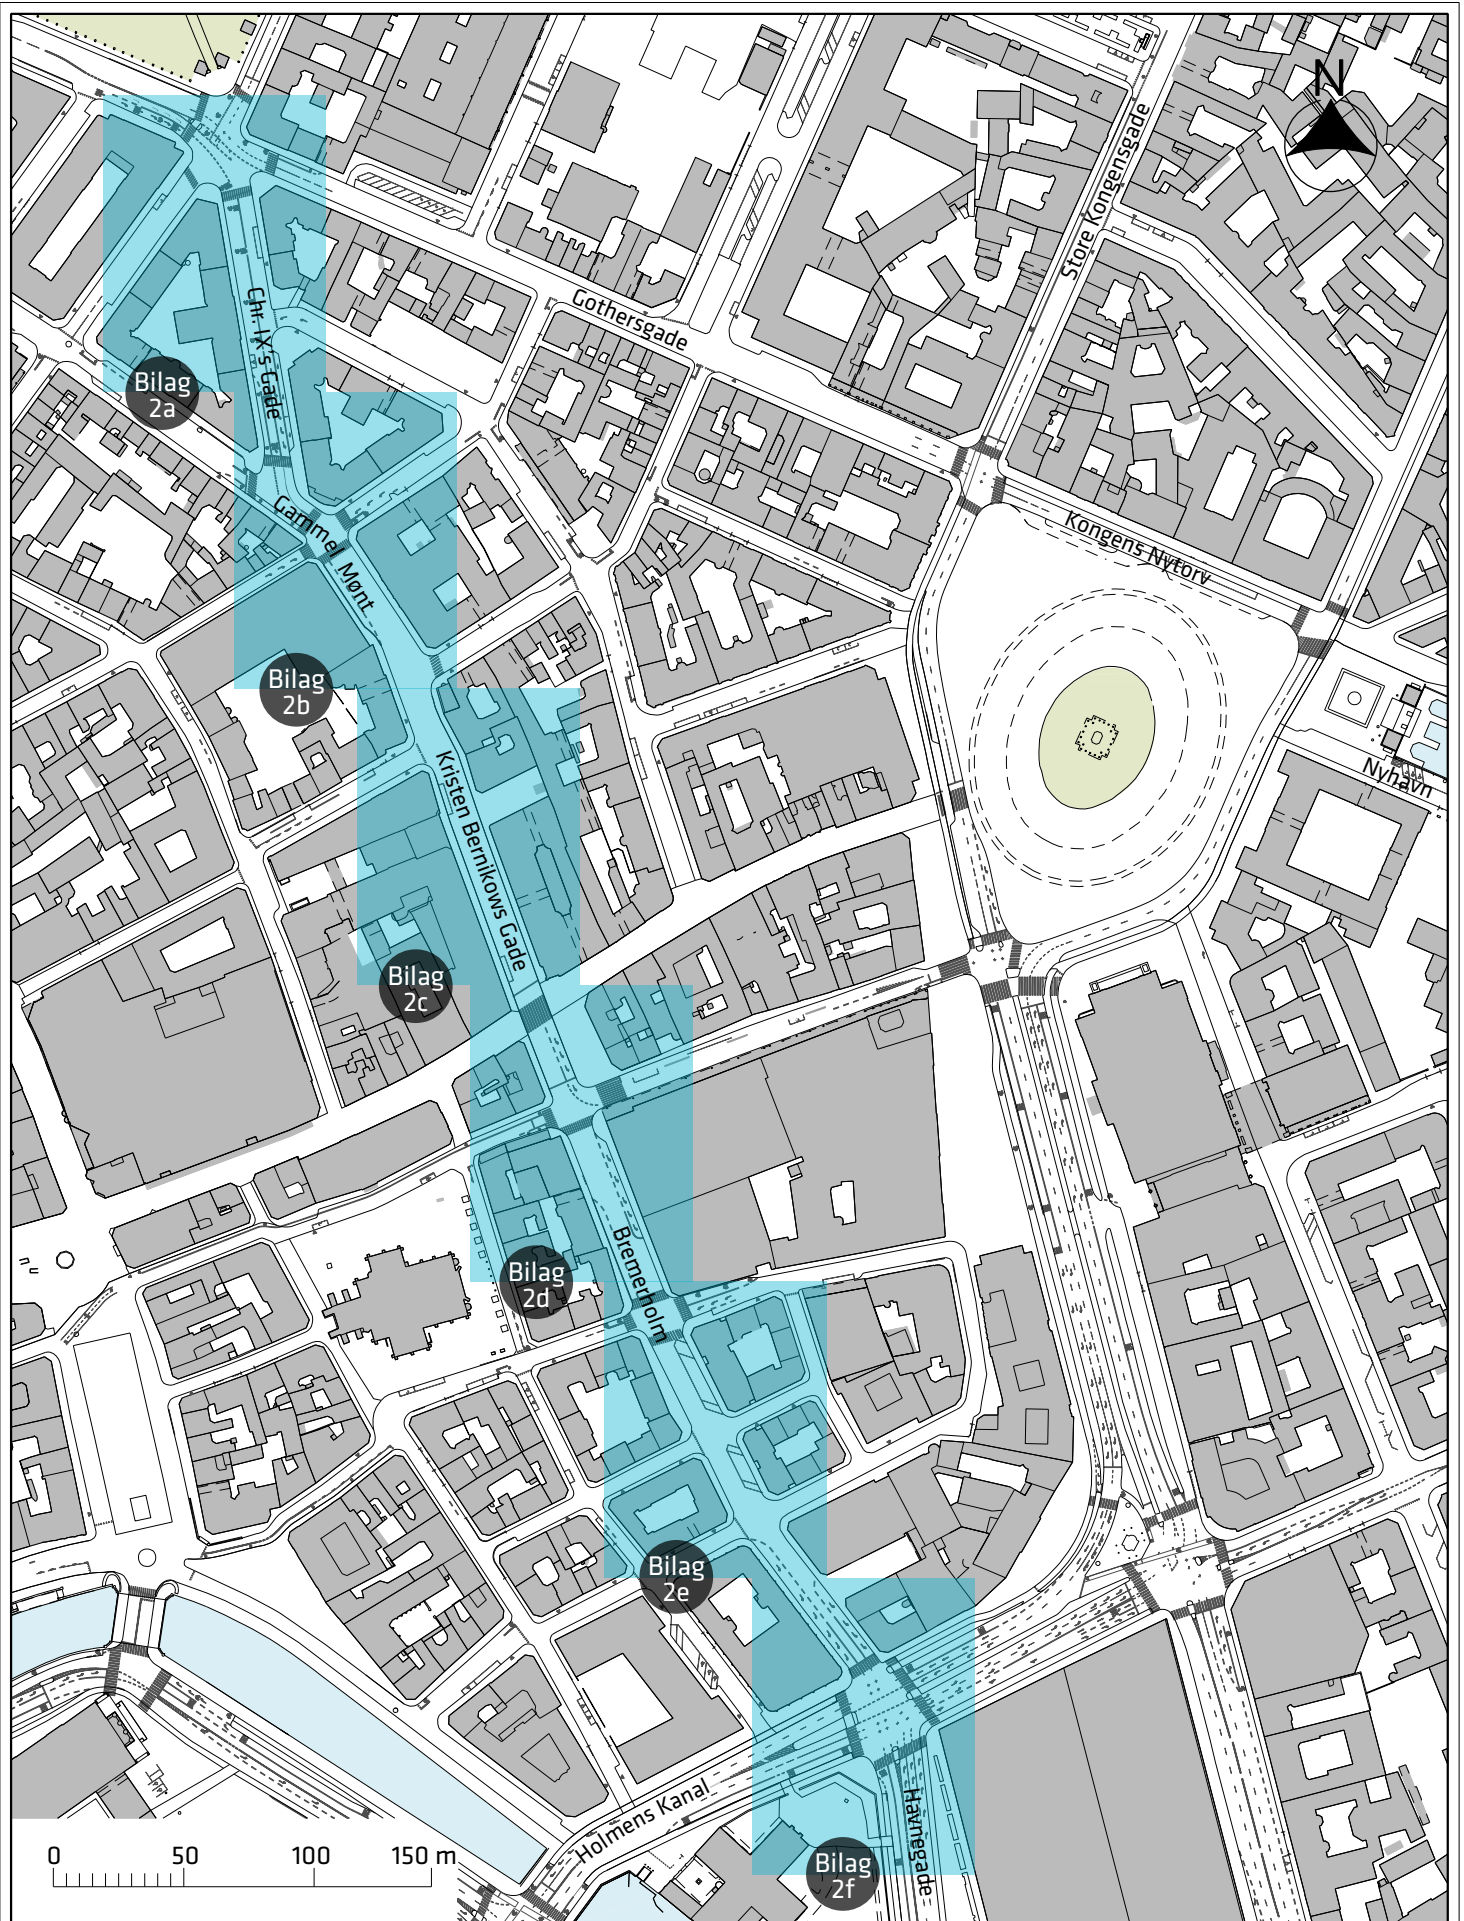 N
Store Kongensgade
Gothersgade
Chr. IX's Gade
Bilag
2a
Gammel Mønt
Kongens Nytorv
Bilag
2b
Nyhavn
Kristen Bernikows Gade
Bilag
2c
Bremerholm
Bilag
2d
Bilag
2e
Holmens Kanal
Havnegade
Bilag
2f
0 50 100 150 m